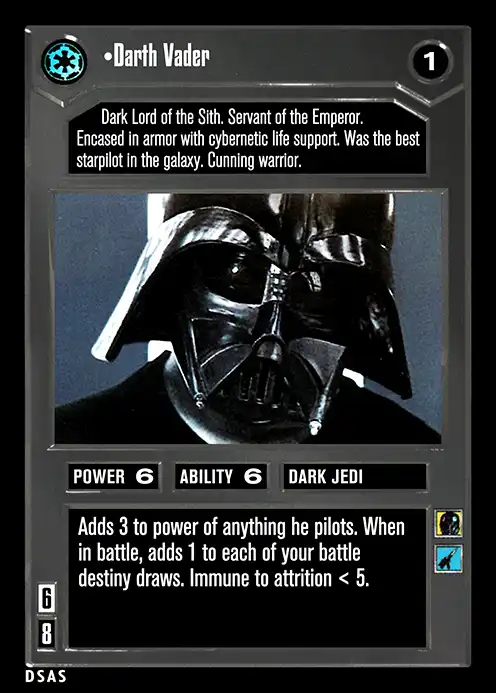 •Darth Vader
1
Dark Lord of the Sith. Servant of the Emperor.
Encased in armor with cybernetic life support. Was the best
starpilot in the galaxy. Cunning warrior.
POWER 6 ABILITY 6 DARK JEDI
Adds 3 to power of anything he pilots. When
in battle, adds 1 to each of your battle
destiny draws. Immune to attrition < 5.
6
8
DSAS